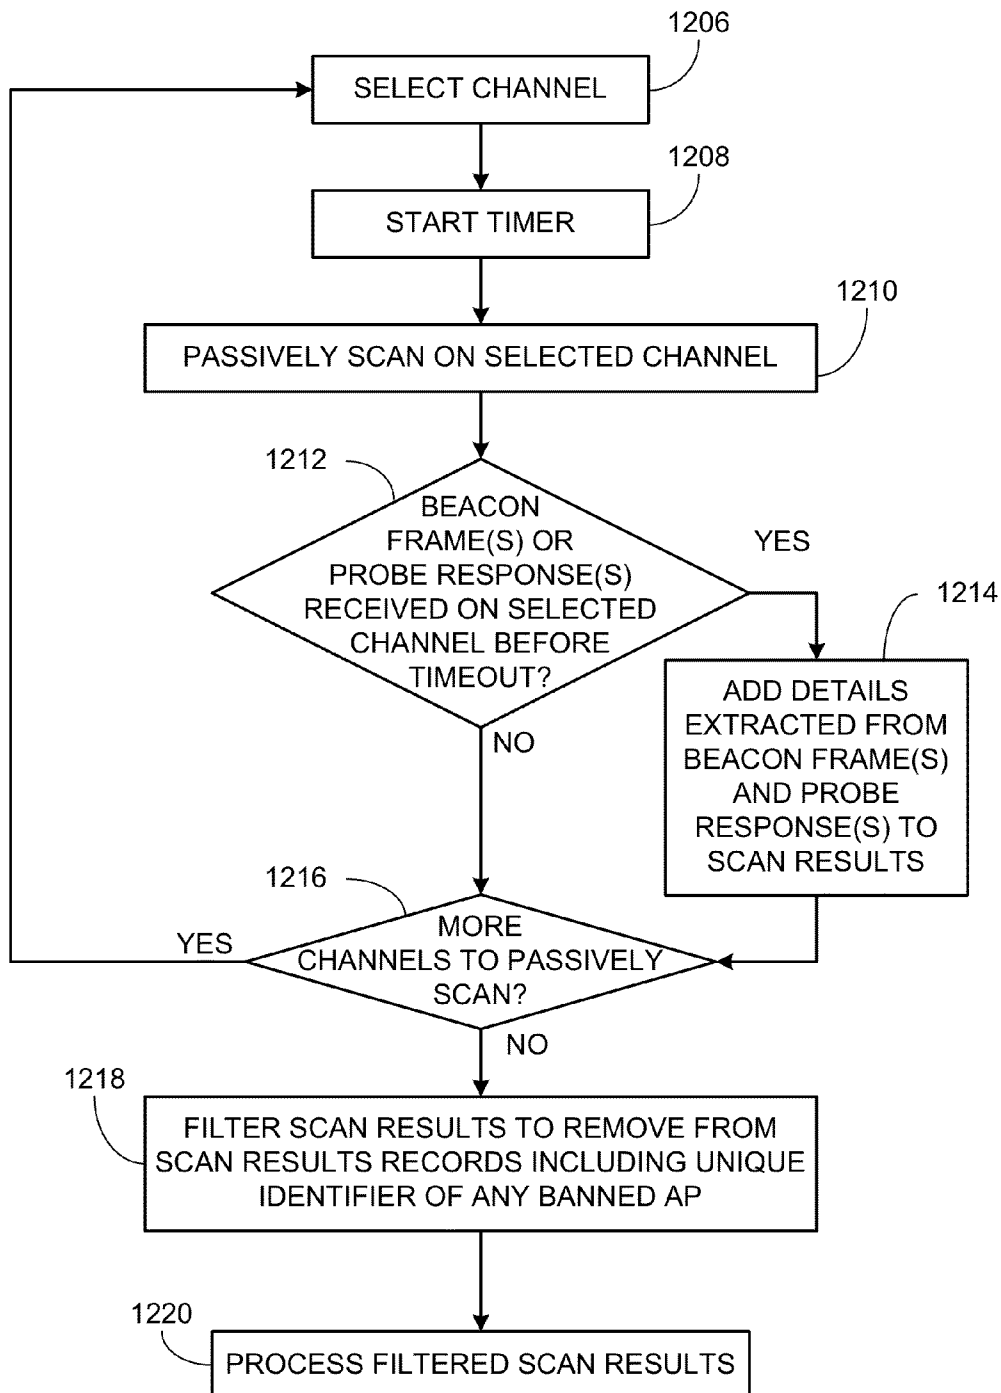 1206
SELECT CHANNEL
1208
START TIMER
1210
PASSIVELY SCAN ON SELECTED CHANNEL
1212
BEACON
FRAME(S) OR
PROBE RESPONSE(S)
RECEIVED ON SELECTED
CHANNEL BEFORE
TIMEOUT?
YES
1214
ADD DETAILS
EXTRACTED FROM
BEACON FRAME(S)
AND PROBE
RESPONSE(S) TO
SCAN RESULTS
NO
1216
MORE
CHANNELS TO PASSIVELY
SCAN?
YES
NO
1218
FILTER SCAN RESULTS TO REMOVE FROM
SCAN RESULTS RECORDS INCLUDING UNIQUE
IDENTIFIER OF ANY BANNED AP
1220
PROCESS FILTERED SCAN RESULTS